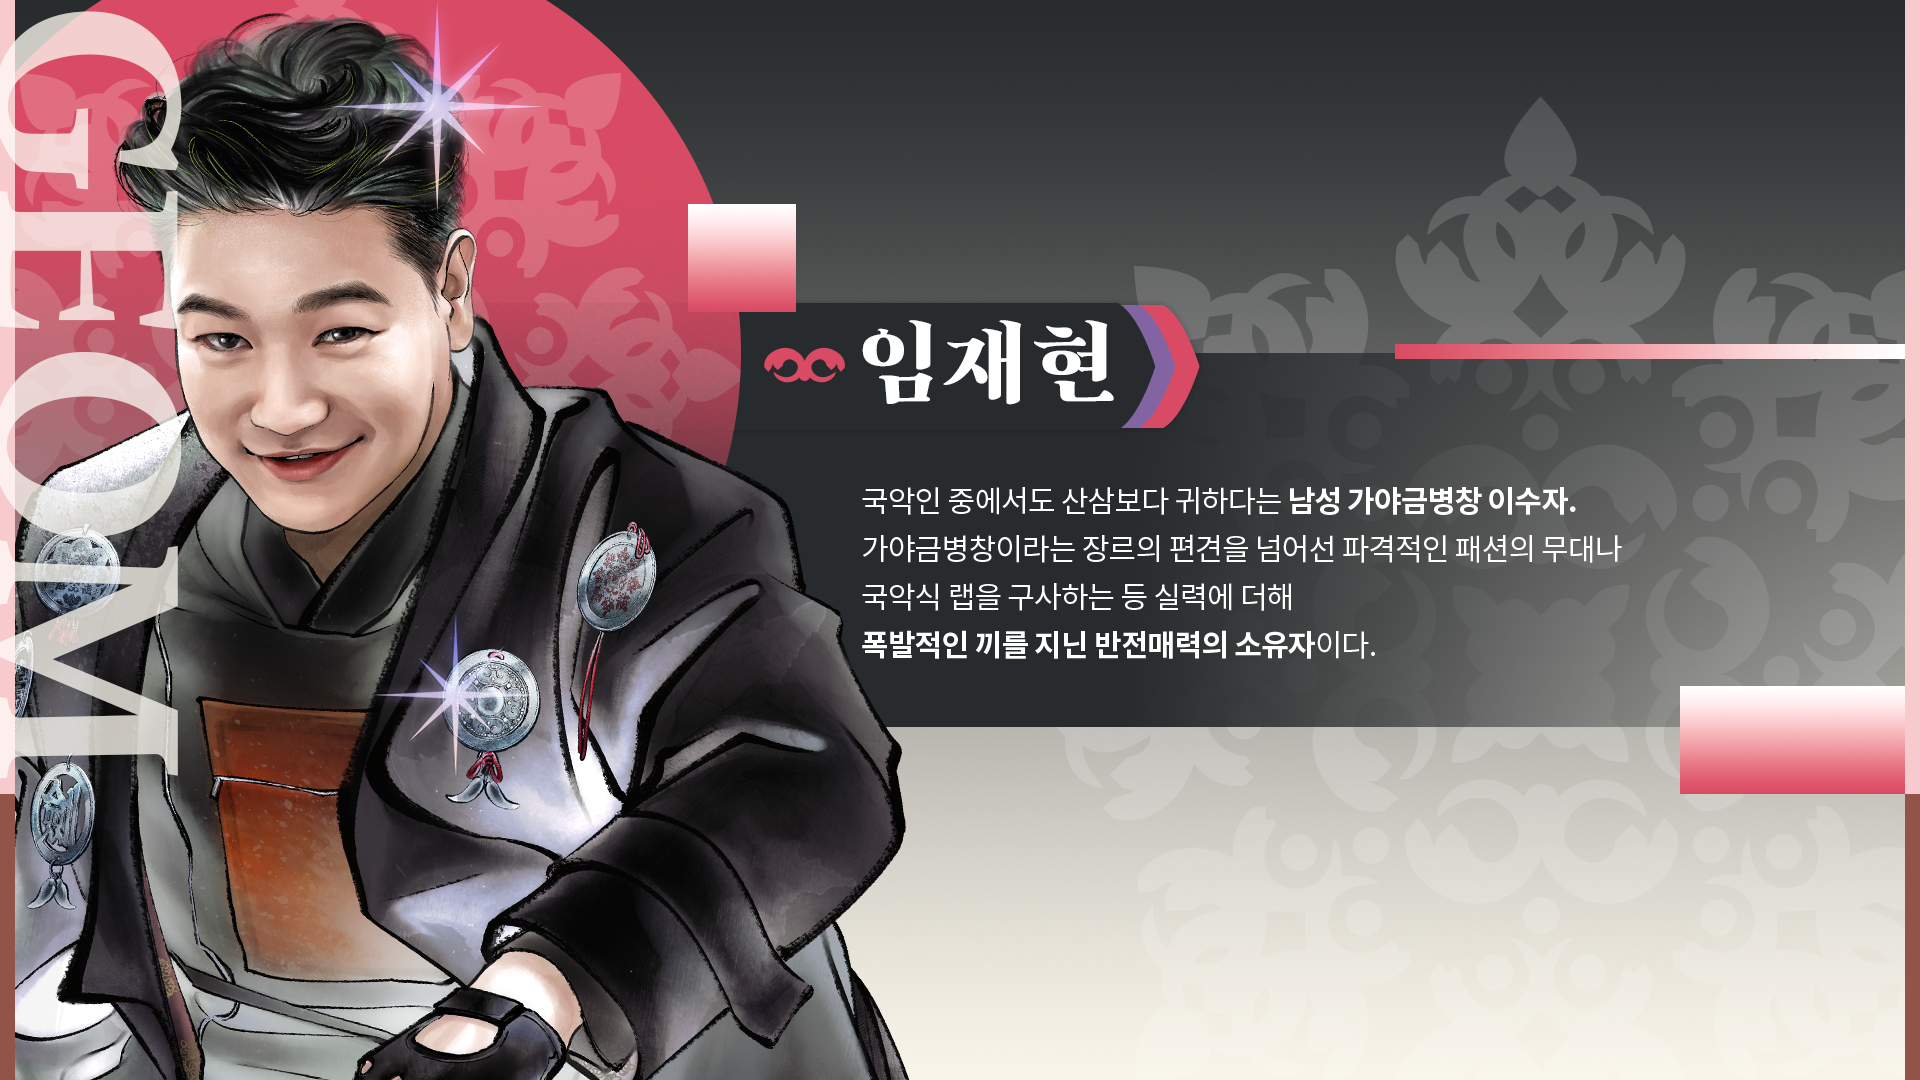 CHOM
임재현
국악인 중에서도 산삼보다 귀하다는 남성 가야금병창 이수자.
가야금병창이라는 장르의 편견을 넘어선 파격적인 패션의 무대나
국악식 랩을 구사하는 등 실력에 더해
폭발적인 끼를 지닌 반전매력의 소유자이다.